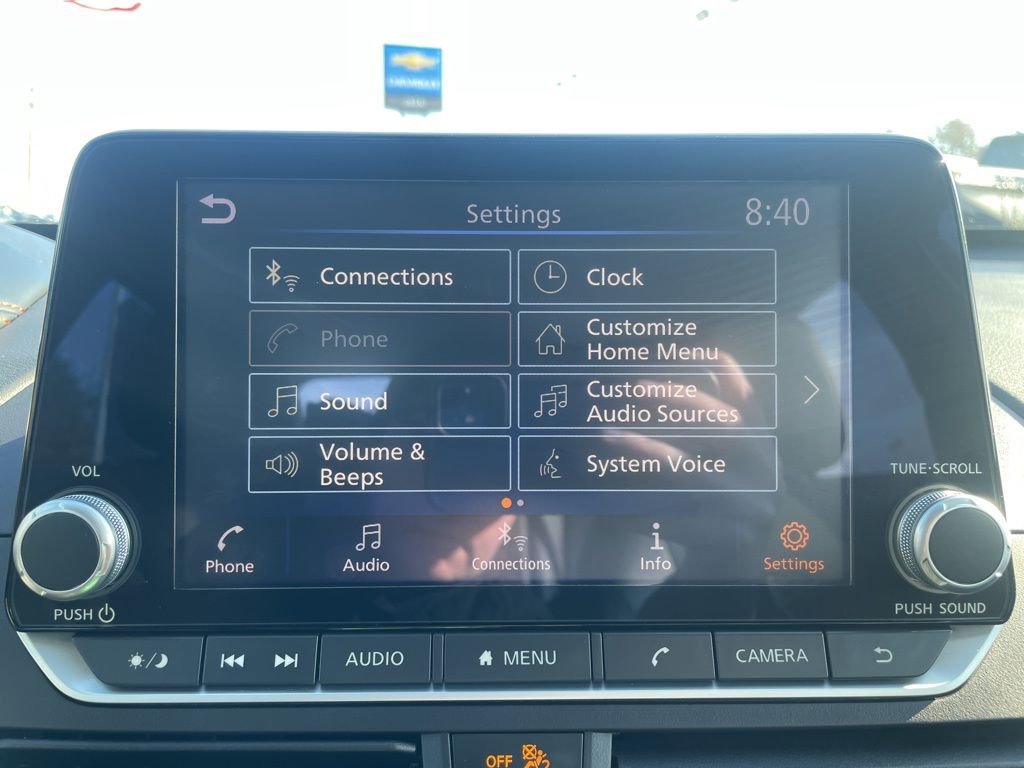 CHEVROLET
Settings
8:40
Connections
Clock
Phone
Customize
Home Menu
Sound
Customize
Audio Sources
Volume &
Beeps
System Voice
VOL
TUNE·SCROLL
Phone
Audio
Connections
Info
Settings
PUSH
PUSH SOUND
AUDIO
MENU
CAMERA
OFF